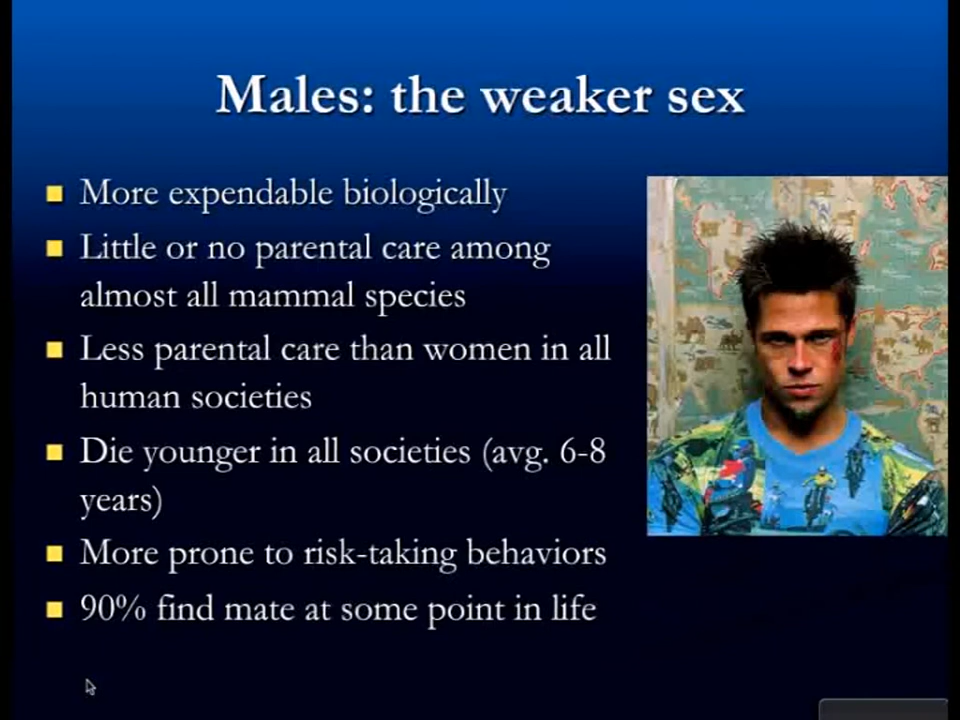 Males: the weaker sex
More expendable biologically
Little or no parental care among
almost all mammal species
Less parental care than women in all
human societies
Die younger in all societies (avg. 6-8
years)
More prone to risk-taking behaviors
90% find mate at some point in life